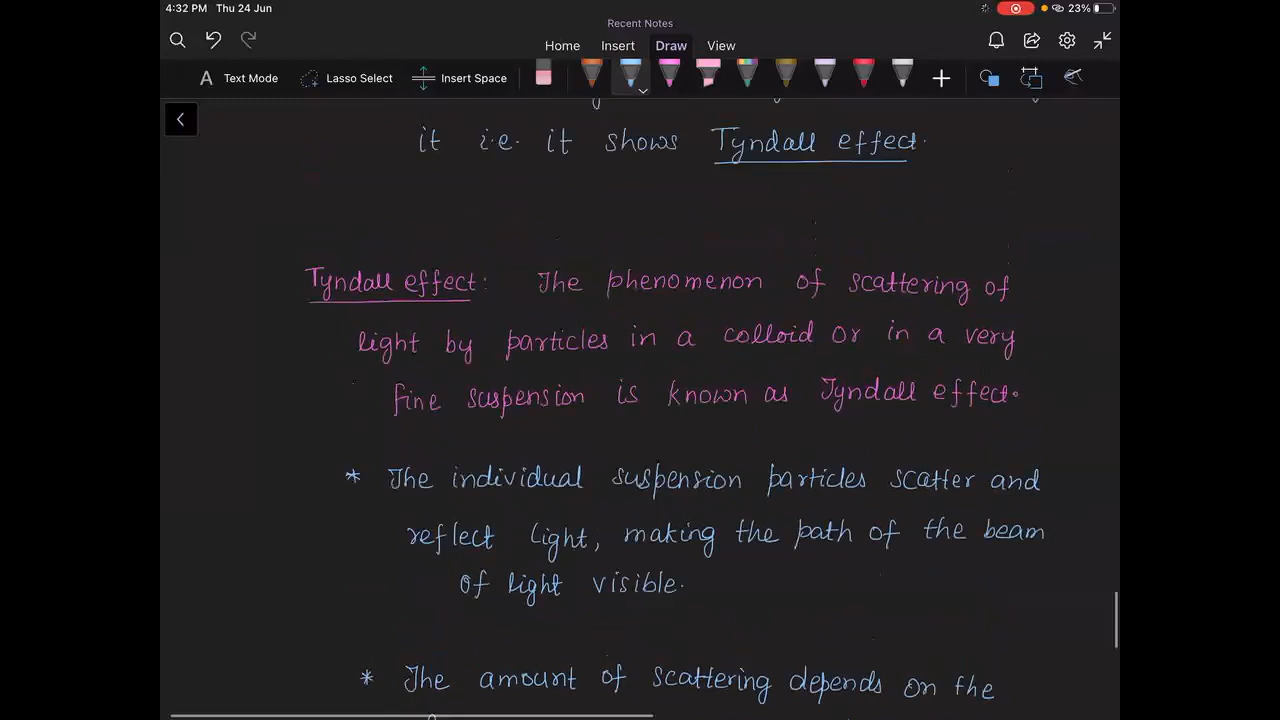 4:32 PM Thu 24 Jun
23%
Recent Notes
Home Insert Draw View
A Text Mode Lasso Select Insert Space
it i.e. it shows Tyndall effect.
Tyndall effect: The phenomenon of scattering of
light by particles in a colloid or in a very
fine suspension is known as Tyndall effect.
* The individual suspension particles scatter and
reflect light, making the path of the beam
of light visible.
* The amount of scattering depends on the